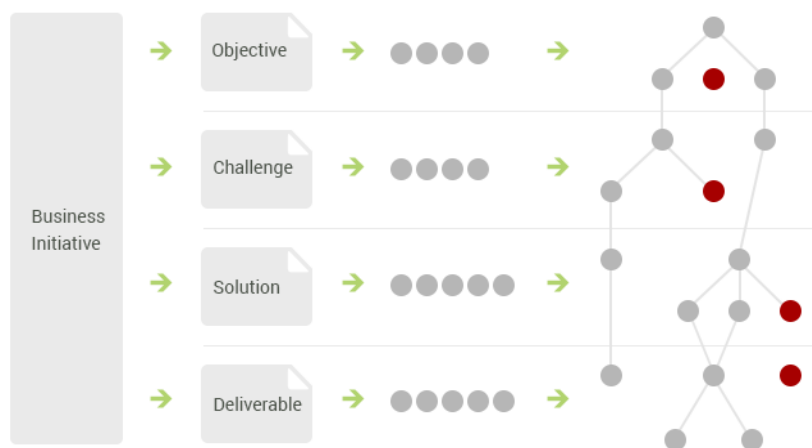 Objective
Challenge
Business
Initiative
Solution
Deliverable